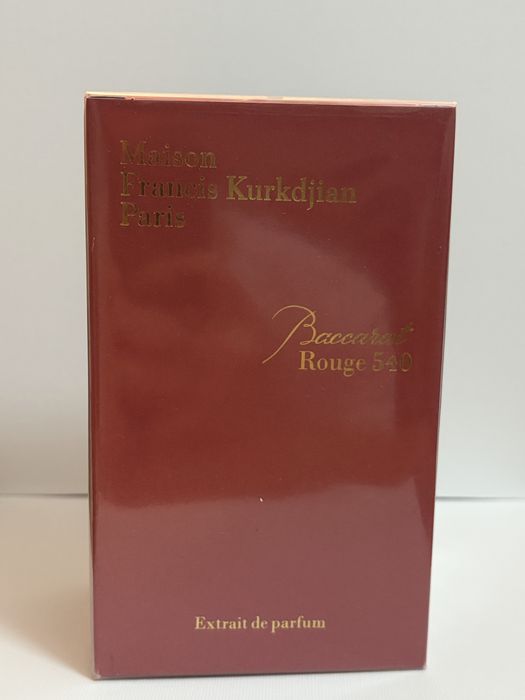 Maison
Francis Kurkdjian
Paris
Baccarat
Rouge 540
Extrait de parfum